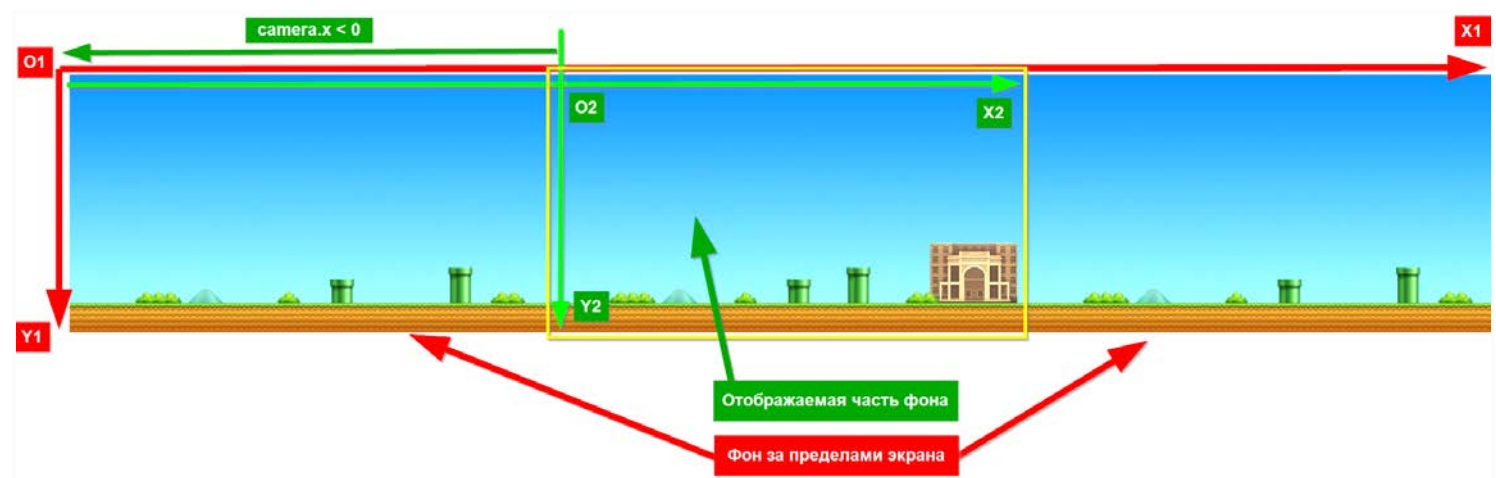 camera.x < 0
X1
O1
O2
X2
Y2
Y1
Отображаемая часть фона
Фон за пределами экрана